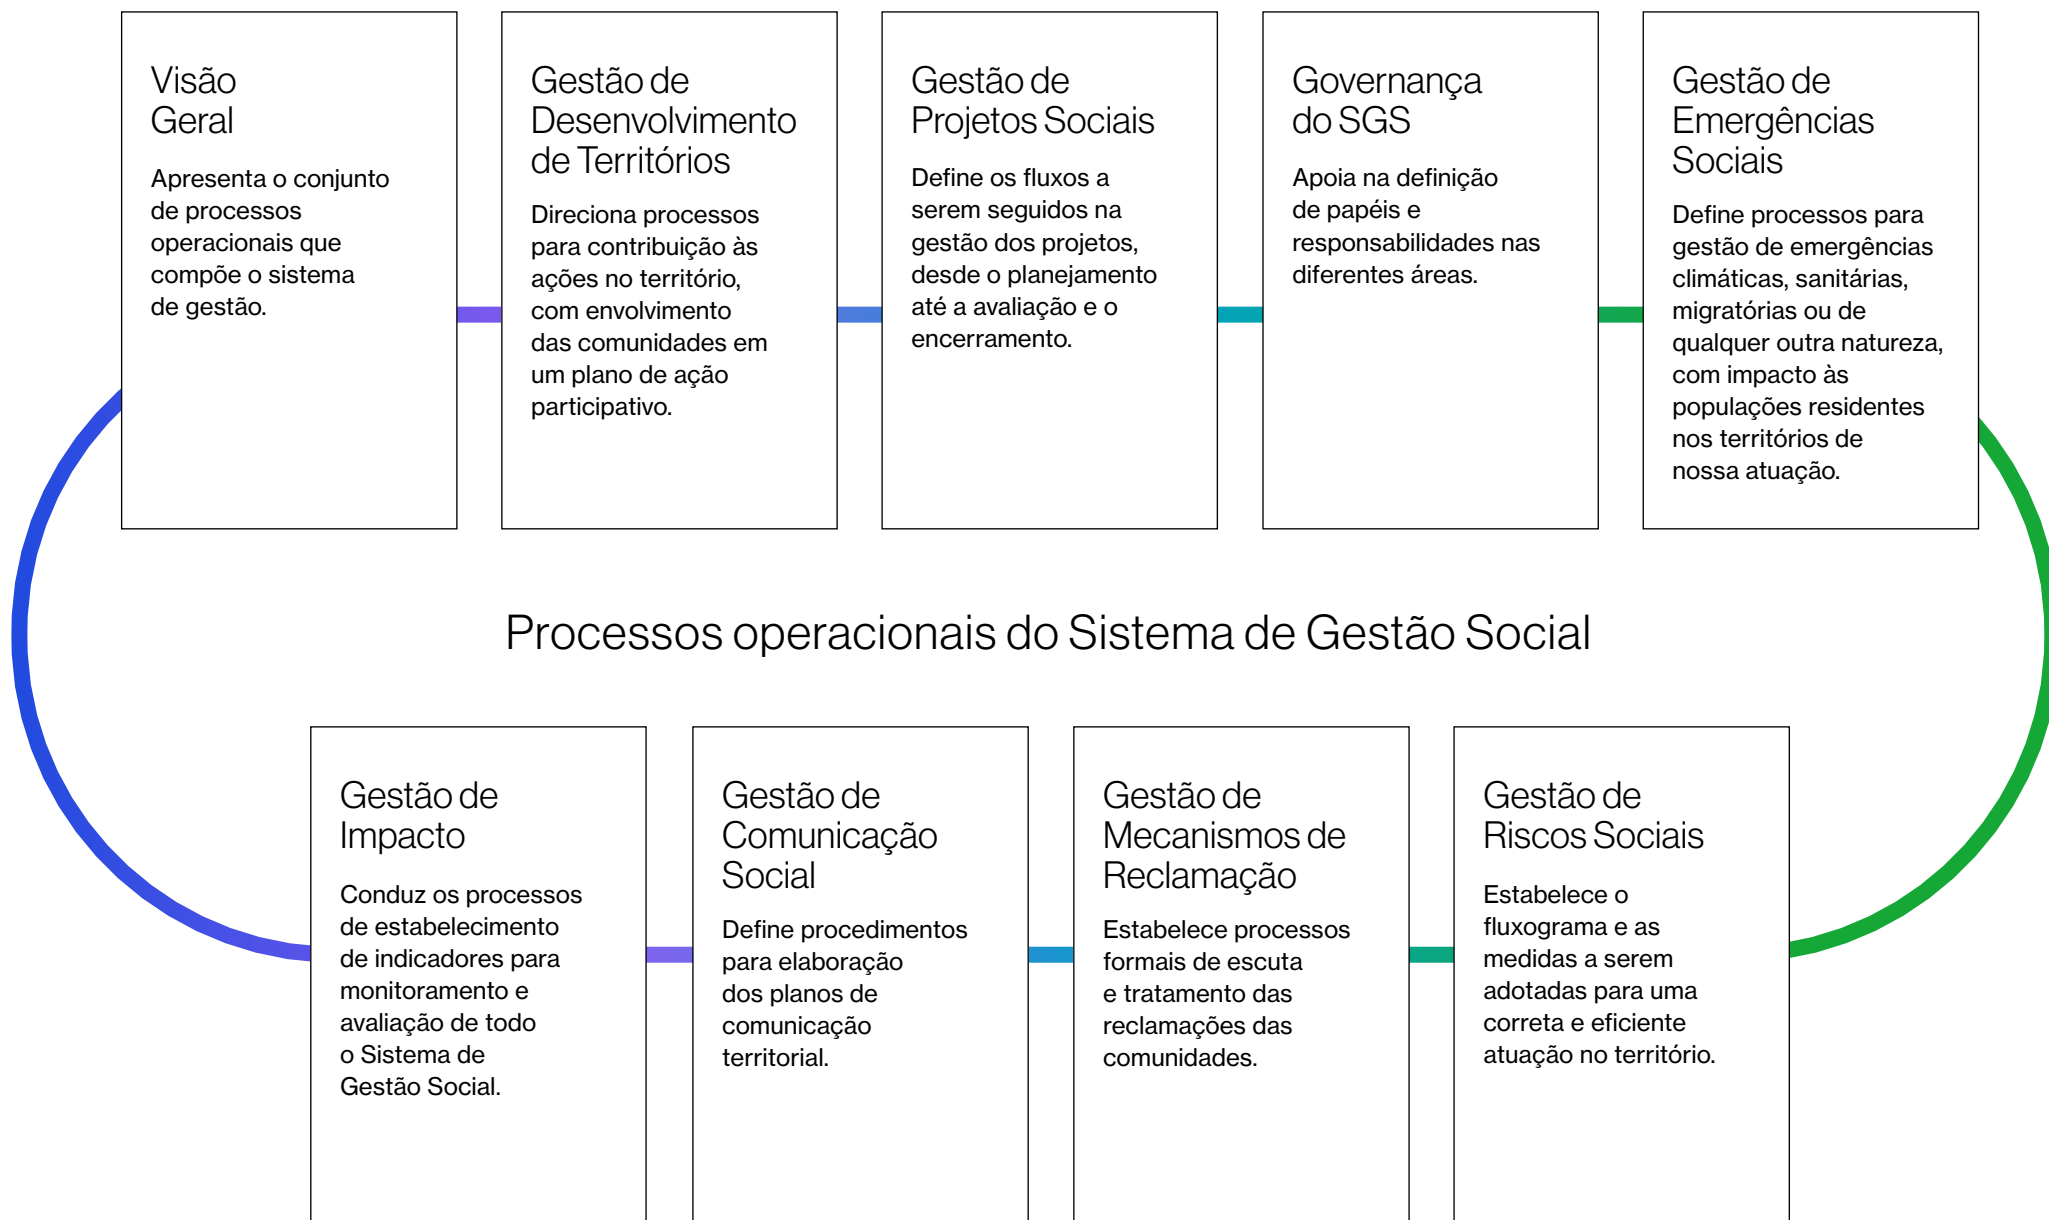 Visão
Geral
Apresenta o conjunto
de processos
operacionais que
compõe o sistema
de gestão.
Gestão de
Desenvolvimento
de Territórios
Direciona processos
para contribuição às
ações no território,
com envolvimento
das comunidades em
um plano de ação
participativo.
Gestão de
Projetos Sociais
Define os fluxos a
serem seguidos na
gestão dos projetos,
desde o planejamento
até a avaliação e o
encerramento.
Governança
do SGS
Apoia na definição
de papéis e
responsabilidades nas
diferentes áreas.
Gestão de
Emergências
Sociais
Define processos para
gestão de emergências
climáticas, sanitárias,
migratórias ou de
qualquer outra natureza,
com impacto às
populações residentes
nos territórios de
nossa atuação.
Processos operacionais do Sistema de Gestão Social
Gestão de
Impacto
Conduz os processos
de estabelecimento
de indicadores para
monitoramento e
avaliação de todo
o Sistema de
Gestão Social.
Gestão de
Comunicação
Social
Define procedimentos
para elaboração
dos planos de
comunicação
territorial.
Gestão de
Mecanismos de
Reclamação
Estabelece processos
formais de escuta
e tratamento das
reclamações das
comunidades.
Gestão de
Riscos Sociais
Estabelece o
fluxograma e as
medidas a serem
adotadas para uma
correta e eficiente
atuação no território.